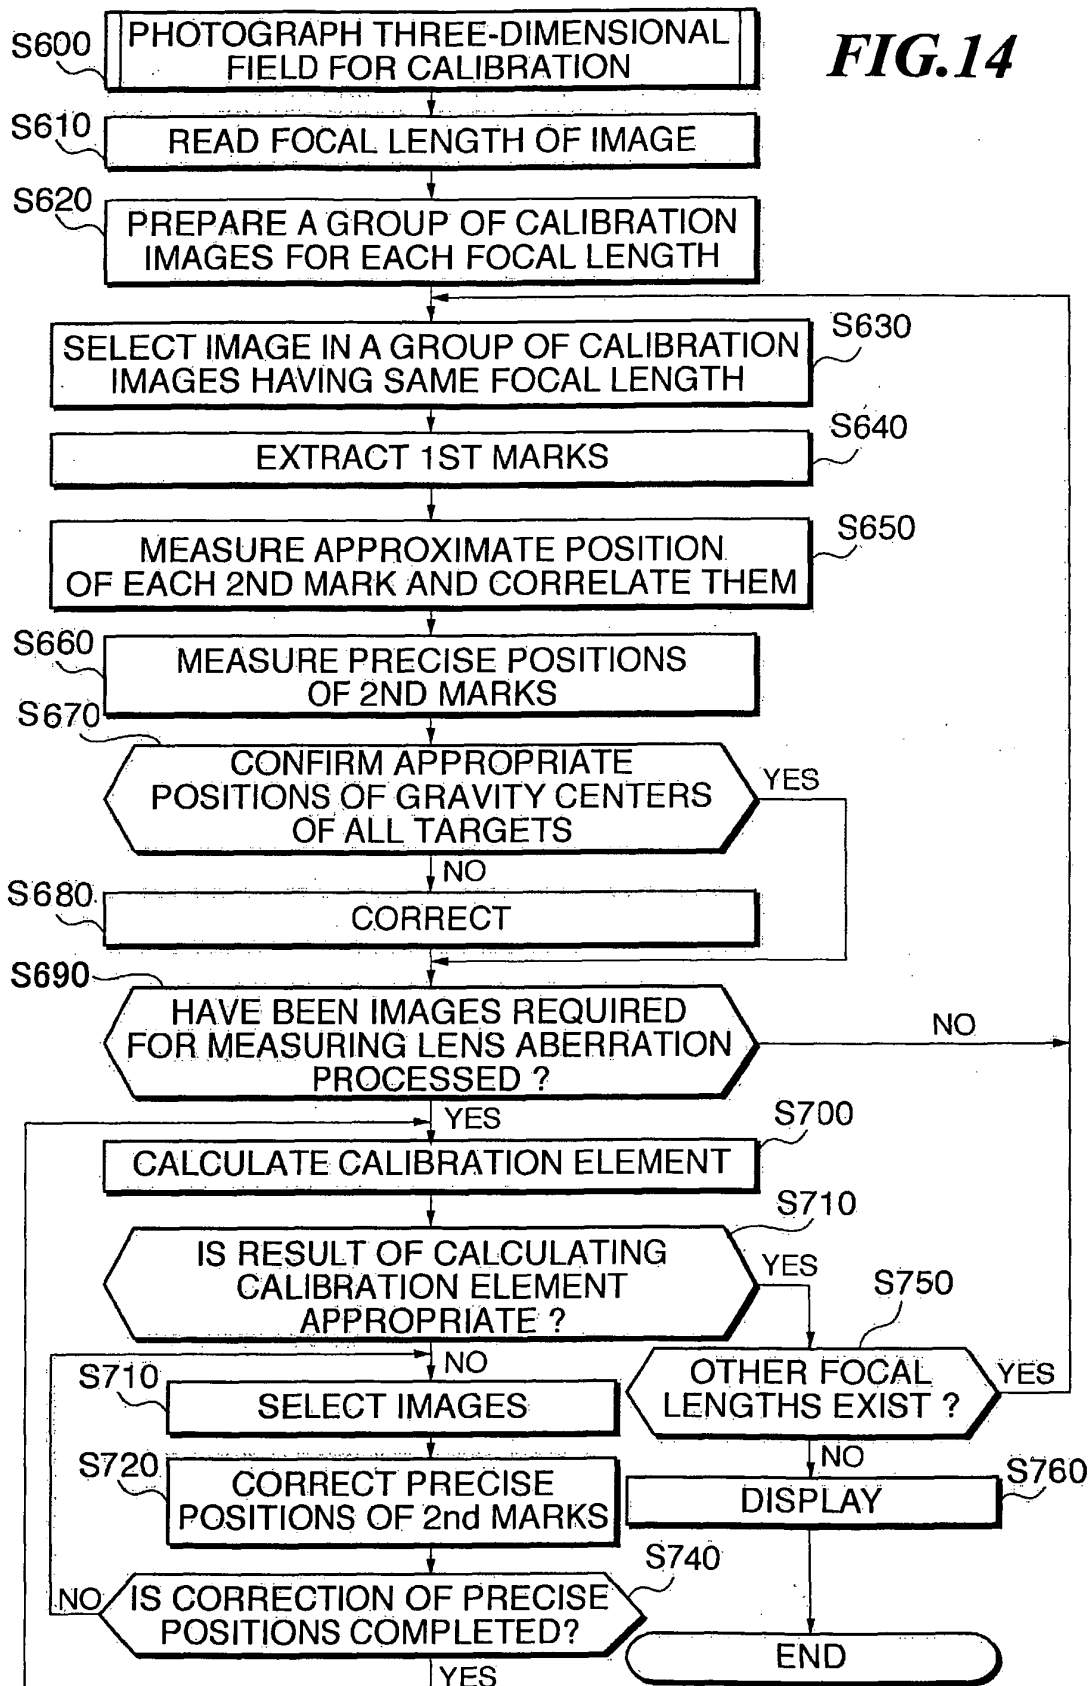 FIG.14
S600
PHOTOGRAPH THREE-DIMENSIONAL
FIELD FOR CALIBRATION
S610
READ FOCAL LENGTH OF IMAGE
S620
PREPARE A GROUP OF CALIBRATION
IMAGES FOR EACH FOCAL LENGTH
S630
SELECT IMAGE IN A GROUP OF CALIBRATION
IMAGES HAVING SAME FOCAL LENGTH
S640
EXTRACT 1ST MARKS
S650
MEASURE APPROXIMATE POSITION
OF EACH 2ND MARK AND CORRELATE THEM
S660
MEASURE PRECISE POSITIONS
OF 2ND MARKS
S670
CONFIRM APPROPRIATE
POSITIONS OF GRAVITY CENTERS
OF ALL TARGETS
YES
NO
S680
CORRECT
S690
HAVE BEEN IMAGES REQUIRED
FOR MEASURING LENS ABERRATION
PROCESSED ?
NO
YES
S700
CALCULATE CALIBRATION ELEMENT
S710
IS RESULT OF CALCULATING
CALIBRATION ELEMENT
APPROPRIATE ?
YES
NO
S750
OTHER FOCAL
LENGTHS EXIST ?
YES
NO
S710
SELECT IMAGES
S720
CORRECT PRECISE
POSITIONS OF 2nd MARKS
S760
DISPLAY
S740
IS CORRECTION OF PRECISE
POSITIONS COMPLETED?
NO
YES
END